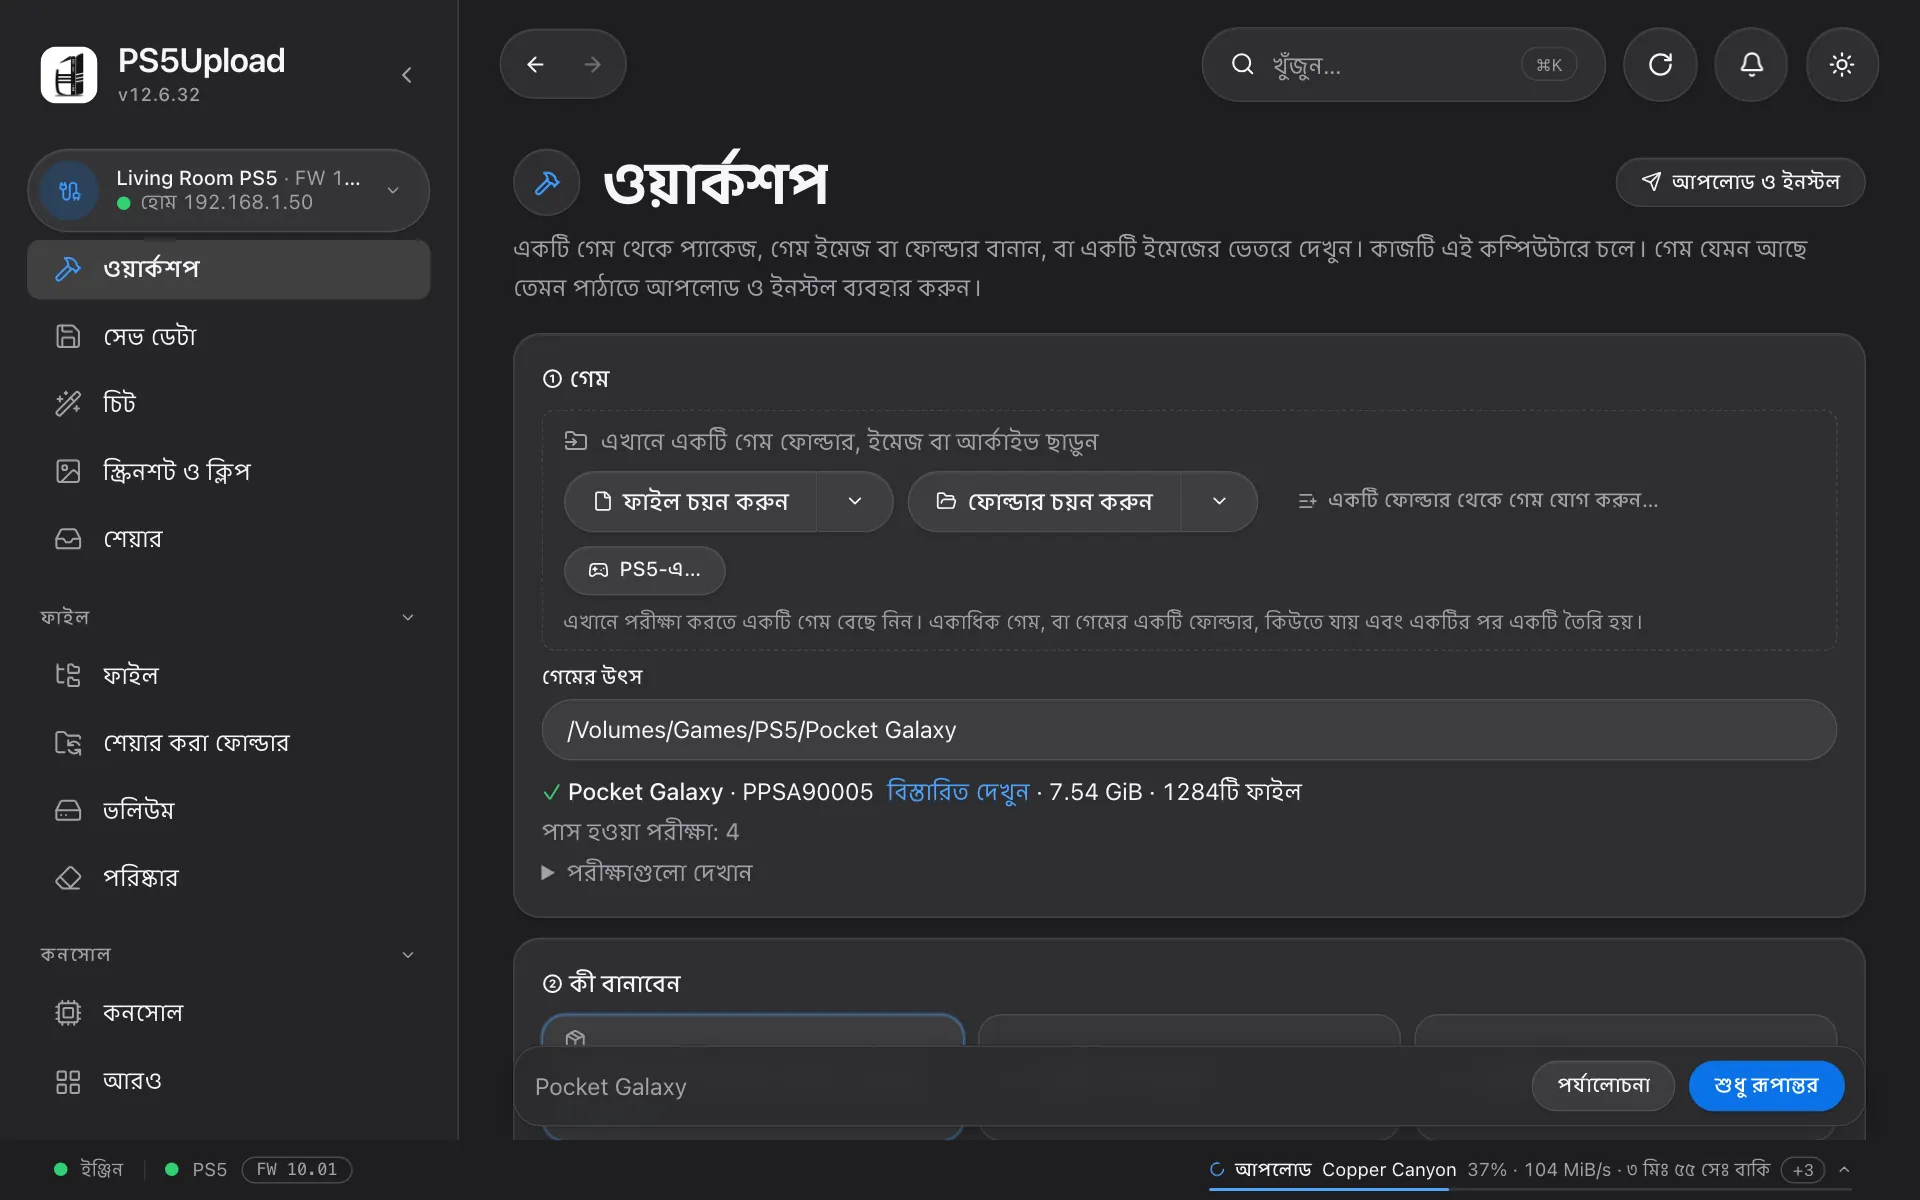 PS5Upload
v12.6.32
Living Room PS5 · FW 1...
হোম 192.168.1.50
ওয়ার্কশপ
সেভ ডেটা
চিট
স্ক্রিনশট ও ক্লিপ
শেয়ার
ফাইল
ফাইল
শেয়ার করা ফোল্ডার
ভলিউম
পরিষ্কার
কনসোল
কনসোল
আরও
খুঁজুন...
⌘K
ওয়ার্কশপ
আপলোড ও ইনস্টল
একটি গেম থেকে প্যাকেজ, গেম ইমেজ বা ফোল্ডার বানান, বা একটি ইমেজের ভেতরে দেখুন। কাজটি এই কম্পিউটারে চলে। গেম যেমন আছে
তেমন পাঠাতে আপলোড ও ইনস্টল ব্যবহার করুন।
① গেম
এখানে একটি গেম ফোল্ডার, ইমেজ বা আর্কাইভ ছাড়ুন
ফাইল চয়ন করুন
ফোল্ডার চয়ন করুন
একটি ফোল্ডার থেকে গেম যোগ করুন...
PS5-এ...
এখানে পরীক্ষা করতে একটি গেম বেছে নিন। একাধিক গেম, বা গেমের একটি ফোল্ডার, কিউতে যায় এবং একটির পর একটি তৈরি হয়।
গেমের উৎস
/Volumes/Games/PS5/Pocket Galaxy
Pocket Galaxy · PPSA90005 বিস্তারিত দেখুন · 7.54 GiB · 1284টি ফাইল
পাস হওয়া পরীক্ষা: 4
পরীক্ষাগুলো দেখান
② কী বানাবেন
Pocket Galaxy
পর্যালোচনা
শুধু রূপান্তর
ইঞ্জিন
PS5
FW 10.01
আপলোড Copper Canyon 37% · 104 MiB/s · ৩ মিঃ ৫৫ সেঃ বাকি
+3